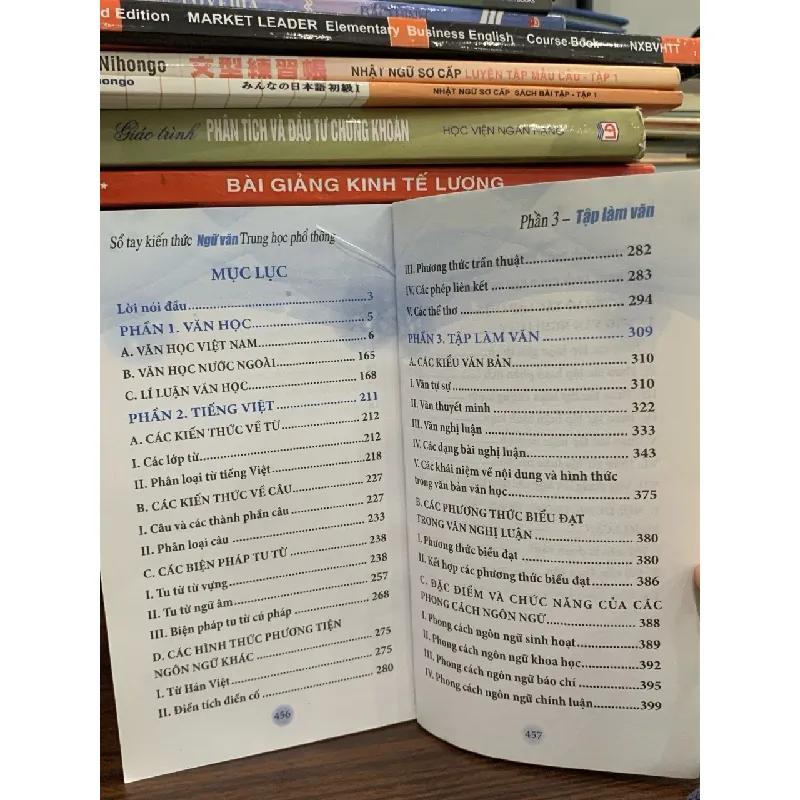 d Edition MARKET LEADER Elementary Business English Course Book NXBVHTT
Nihongo 文型練習帳 NHẬT NGỮ SƠ CẤP LUYỆN TẬP MẪU CÂU - TẬP 1
ongo みんなの日本語初級I NHẬT NGỮ SƠ CẤP SÁCH BÀI TẬP - TẬP 1
Giáo trình PHÂN TÍCH VÀ ĐẦU TƯ CHỨNG KHOÁN HỌC VIỆN NGÂN HÀNG
BÀI GIẢNG KINH TẾ LƯỢNG
Sổ tay kiến thức Ngữ văn Trung học phổ thông
MỤC LỤC
Lời nói đầu 3
PHẦN 1. VĂN HỌC 5
A. VĂN HỌC VIỆT NAM 6
B. VĂN HỌC NƯỚC NGOÀI 165
C. LÍ LUẬN VĂN HỌC 168
PHẦN 2. TIẾNG VIỆT 211
A. CÁC KIẾN THỨC VỀ TỪ 212
I. Các lớp từ 212
II. Phân loại từ tiếng Việt 218
B. CÁC KIẾN THỨC VỀ CÂU 227
I. Câu và các thành phần câu 227
II. Phân loại câu 233
C. CÁC BIỆN PHÁP TU TỪ 238
I. Tu từ từ vựng 238
II. Tu từ ngữ âm 257
III. Biện pháp tu từ cú pháp 268
D. CÁC HÌNH THỨC PHƯƠNG TIỆN
NGÔN NGỮ KHÁC 275
I. Từ Hán Việt 275
II. Điển tích điển cố 280
456
Phần 3 – Tập làm văn
III. Phương thức trần thuật 282
IV. Các phép liên kết 283
V. Các thể thơ 294
PHẦN 3. TẬP LÀM VĂN 309
A. CÁC KIỂU VĂN BẢN 310
I. Văn tự sự 310
II. Văn thuyết minh 322
III. Văn nghị luận 333
IV. Các dạng bài nghị luận 343
V. Các khái niệm về nội dung và hình thức
trong văn bản văn học 375
B. CÁC PHƯƠNG THỨC BIỂU ĐẠT
TRONG VĂN NGHỊ LUẬN 380
I. Phương thức biểu đạt 380
II. Kết hợp các phương thức biểu đạt 386
C. ĐẶC ĐIỂM VÀ CHỨC NĂNG CỦA CÁC
PHONG CÁCH NGÔN NGỮ 388
I. Phong cách ngôn ngữ sinh hoạt 389
II. Phong cách ngôn ngữ khoa học 392
III. Phong cách ngôn ngữ báo chí 395
IV. Phong cách ngôn ngữ chính luận 399
457